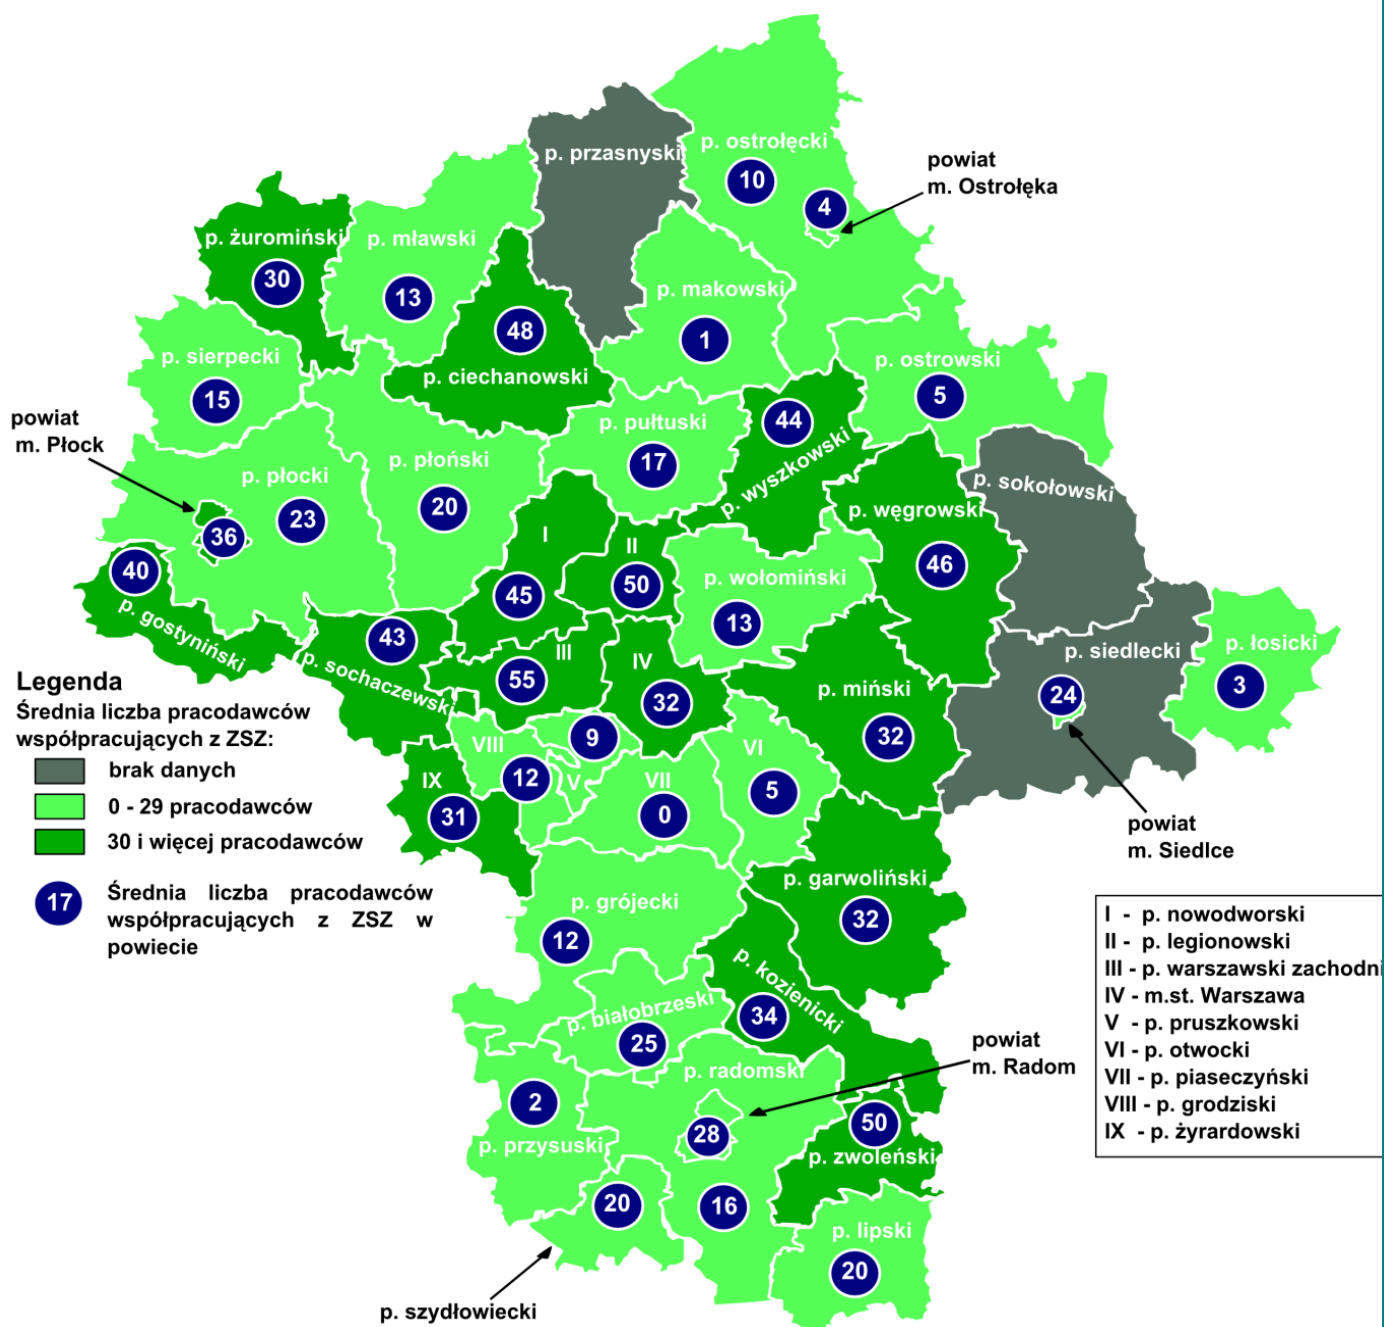 p. przasnyski
p. ostrołęcki
10
4
powiat
m. Ostrołęka
p. żuromiński
30
p. mławski
13
p. makowski
1
48
p. ciechanowski
p. sierpecki
15
p. ostrowski
5
powiat
m. Płock
p. pułtuski
17
44
p. wyszkowski
p. płocki
23
36
p. płoński
20
p. sokołowski
p. węgrowski
46
I
45
II
50
p. wołomiński
13
40
p. gostyniński
43
p. sochaczewski
III
55
IV
32
p. miński
32
p. siedlecki
24
p. łosicki
3
powiat
m. Siedlce
VIII
12
9
V
VI
5
VII
0
IX
31
Legenda
Średnia liczba pracodawców
współpracujących z ZSZ:
brak danych
0 - 29 pracodawców
30 i więcej pracodawców
17
Średnia liczba pracodawców
współpracujących z ZSZ w
powiecie
p. garwoliński
32
p. grójecki
12
p. kozienicki
34
p. białobrzeski
25
p. radomski
28
16
powiat
m. Radom
2
p. przysuski
50
p. zwoleński
20
p. szydłowiecki
p. lipski
20
I - p. nowodworski
II - p. legionowski
III - p. warszawski zachodni
IV - m.st. Warszawa
V - p. pruszkowski
VI - p. otwocki
VII - p. piaseczyński
VIII - p. grodziski
IX - p. żyrardowski